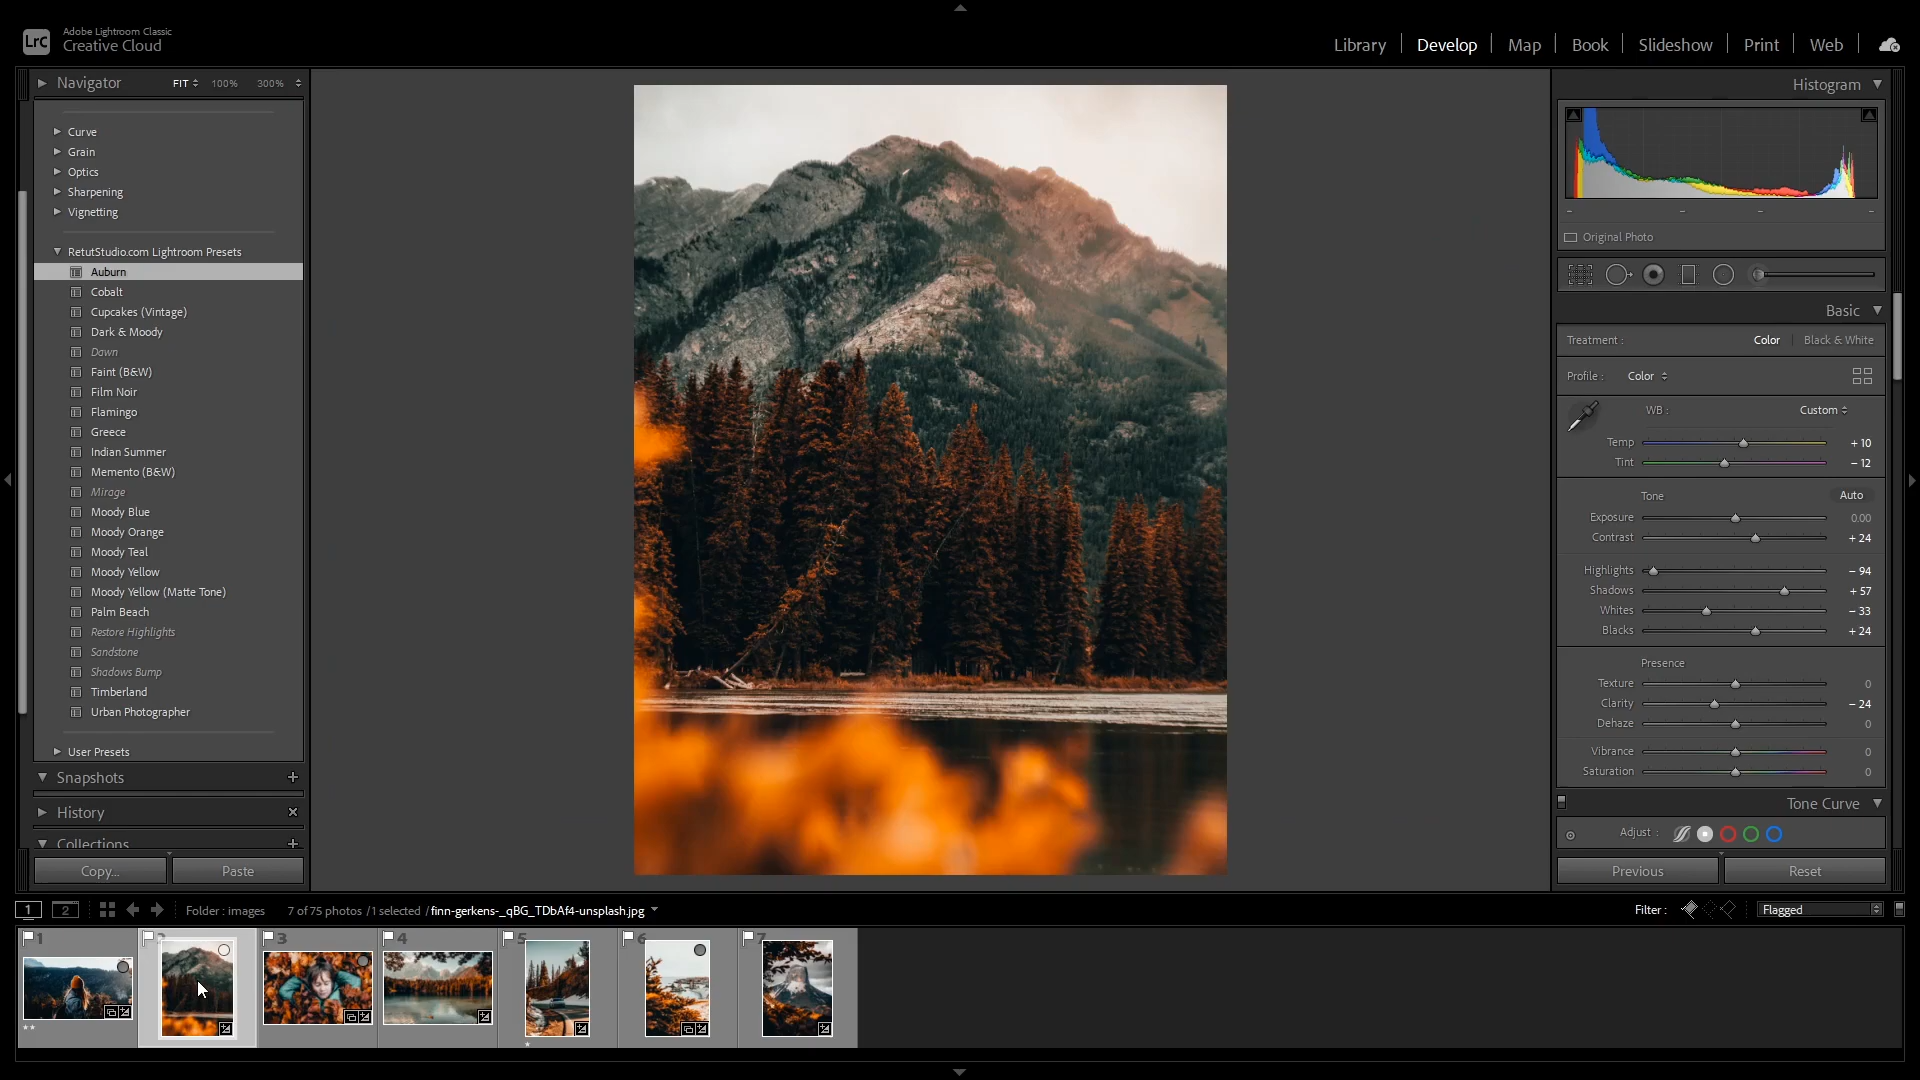 LrC
Adobe Lightroom Classic
Creative Cloud
Library
Develop
Map
Book
Slideshow
Print
Web
Navigator
FIT
100%
300%
Curve
Grain
Optics
Sharpening
Vignetting
RetutStudio.com Lightroom Presets
Auburn
Cobalt
Cupcakes (Vintage)
Dark & Moody
Dawn
Faint (B&W)
Film Noir
Flamingo
Greece
Indian Summer
Memento (B&W)
Mirage
Moody Blue
Moody Orange
Moody Teal
Moody Yellow
Moody Yellow (Matte Tone)
Palm Beach
Restore Highlights
Sandstone
Shadows Bump
Timberland
Urban Photographer
User Presets
Snapshots
History
Collections
Copy...
Paste
Histogram
Original Photo
Basic
Treatment :
Color
Black & White
Profile :
Color
WB :
Custom
Temp
+ 10
Tint
– 12
Tone
Auto
Exposure
0.00
Contrast
+ 24
Highlights
– 94
Shadows
+ 57
Whites
– 33
Blacks
+ 24
Presence
Texture
0
Clarity
– 24
Dehaze
0
Vibrance
0
Saturation
0
Tone Curve
Adjust :
Previous
Reset
1
2
Folder : images
7 of 75 photos / 1 selected / finn-gerkens-_qBG_TDbAf4-unsplash.jpg
Filter :
Flagged
1
2
3
4
5
6
7